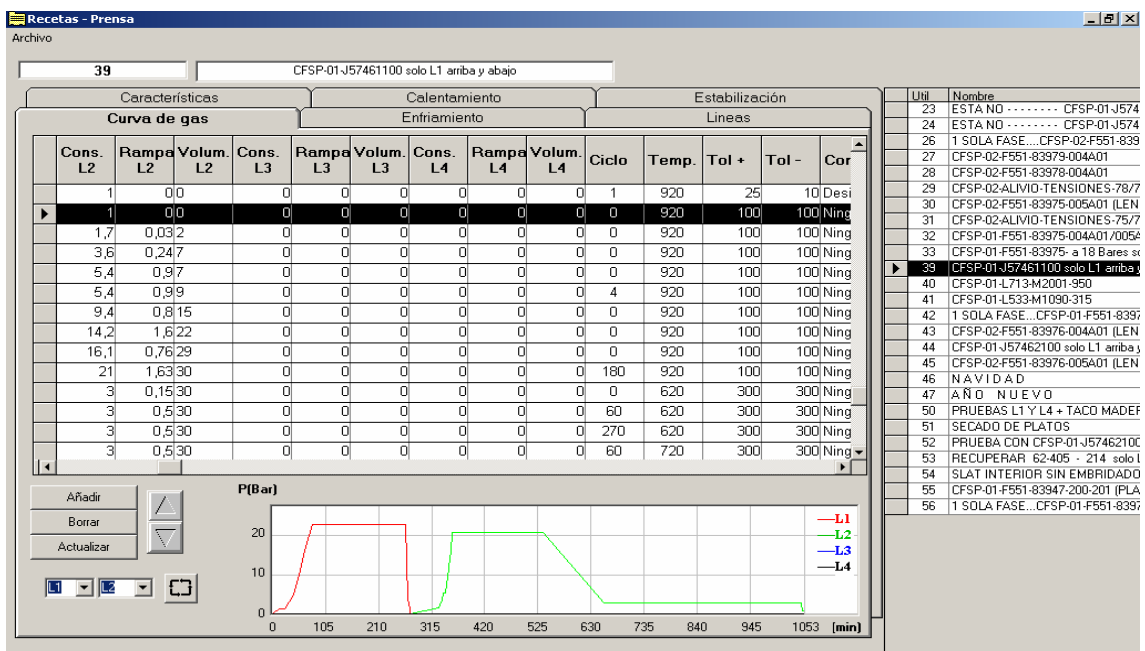 Recetas - Prensa
Archivo
39 CFSP-01-J57461100 solo L1 arriba y abajo
Características Calentamiento Estabilización
Curva de gas Enfriamiento Lineas
Cons. L2 Rampa L2 Volum. L2 Cons. L3 Rampa L3 Volum. L3 Cons. L4 Rampa L4 Volum. L4 Ciclo Temp. Tol + Tol - Cor
1 0 0 0 0 0 0 0 0 1 920 25 10 Desi
1 0 0 0 0 0 0 0 0 0 920 100 100 Ning
1,7 0,03 2 0 0 0 0 0 0 0 920 100 100 Ning
3,6 0,24 7 0 0 0 0 0 0 0 920 100 100 Ning
5,4 0,9 7 0 0 0 0 0 0 0 920 100 100 Ning
5,4 0,9 9 0 0 0 0 0 0 4 920 100 100 Ning
9,4 0,8 15 0 0 0 0 0 0 0 920 100 100 Ning
14,2 1,6 22 0 0 0 0 0 0 0 920 100 100 Ning
16,1 0,76 29 0 0 0 0 0 0 0 920 100 100 Ning
21 1,63 30 0 0 0 0 0 0 180 920 100 100 Ning
3 0,15 30 0 0 0 0 0 0 0 620 300 300 Ning
3 0,5 30 0 0 0 0 0 0 60 620 300 300 Ning
3 0,5 30 0 0 0 0 0 0 270 620 300 300 Ning
3 0,5 30 0 0 0 0 0 0 60 720 300 300 Ning
Añadir
Borrar
Actualizar
L1 L2
P(Bar)
20
10
0
0 105 210 315 420 525 630 735 840 945 1053 (min)
L1
L2
L3
L4
Util Nombre
23 ESTA NO - - - - - - - - CFSP-01-J574
24 ESTA NO - - - - - - - - CFSP-01-J574
26 1 SOLA FASE....CFSP-02-F551-839
27 CFSP-02-F551-83979-004A01
28 CFSP-02-F551-83978-004A01
29 CFSP-02-ALIVIO-TENSIONES-78/7
30 CFSP-02-F551-83975-005A01 (LEN
31 CFSP-02-ALIVIO-TENSIONES-75/7
32 CFSP-01-F551-83975-004A01/005A
33 CFSP-01-F551-83975- a 18 Bares so
39 CFSP-01-J57461100 solo L1 arriba y
40 CFSP-01-L713-M2001-950
41 CFSP-01-L533-M1090-315
42 1 SOLA FASE...CFSP-01-F551-8397
43 CFSP-02-F551-83976-004A01 (LEN
44 CFSP-01-J57462100 solo L1 arriba y
45 CFSP-02-F551-83976-005A01 (LEN
46 N A V I D A D
47 A Ñ O N U E V O
50 PRUEBAS L1 Y L4 + TACO MADER
51 SECADO DE PLATOS
52 PRUEBA CON CFSP-01-J57462100
53 RECUPERAR 62-405 - 214 solo L
54 SLAT INTERIOR SIN EMBRIDADO
55 CFSP-01-F551-83947-200-201 (PLA
56 1 SOLA FASE...CFSP-01-F551-8397